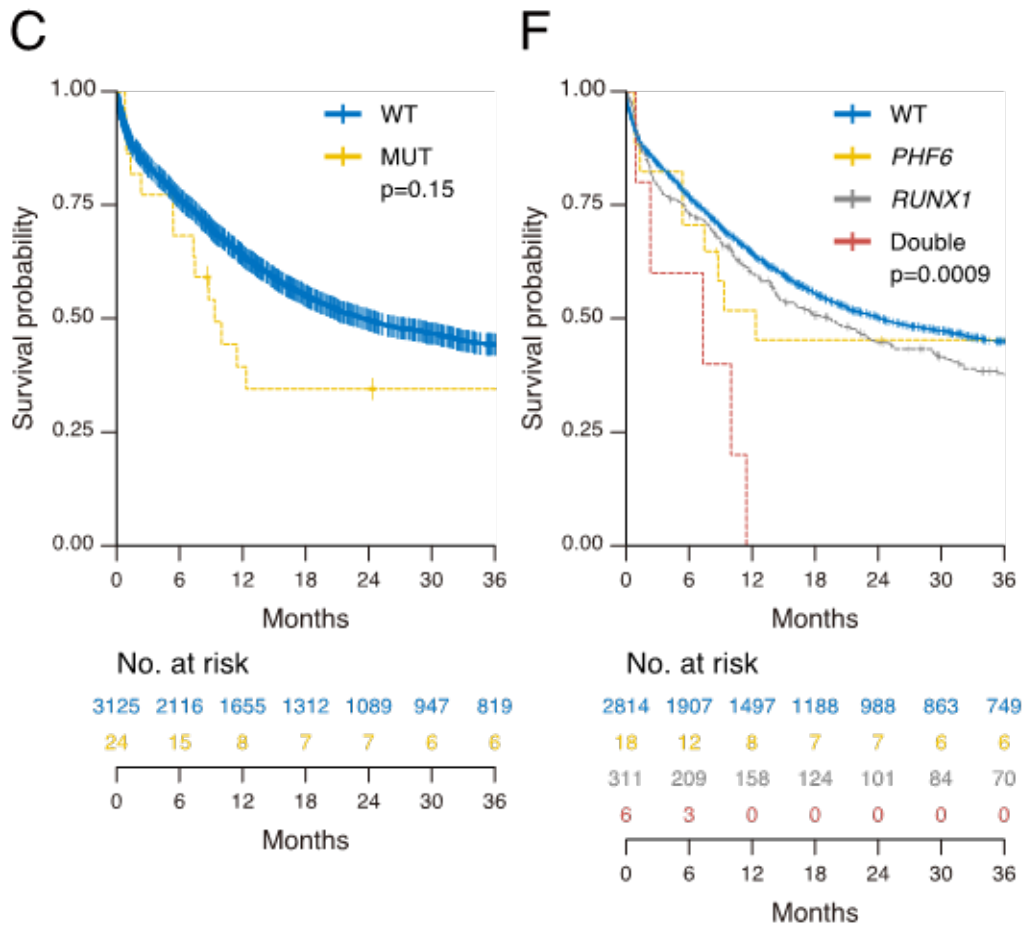 C
1.00
0.75
0.50
0.25
0.00
Survival probability
WT
MUT
p=0.15
0 6 12 18 24 30 36
Months
No. at risk
3125 2116 1655 1312 1089 947 819
24 15 8 7 7 6 6
0 6 12 18 24 30 36
Months
F
1.00
0.75
0.50
0.25
0.00
Survival probability
WT
PHF6
RUNX1
Double
p=0.0009
0 6 12 18 24 30 36
Months
No. at risk
2814 1907 1497 1188 988 863 749
18 12 8 7 7 6 6
311 209 158 124 101 84 70
6 3 0 0 0 0 0
0 6 12 18 24 30 36
Months